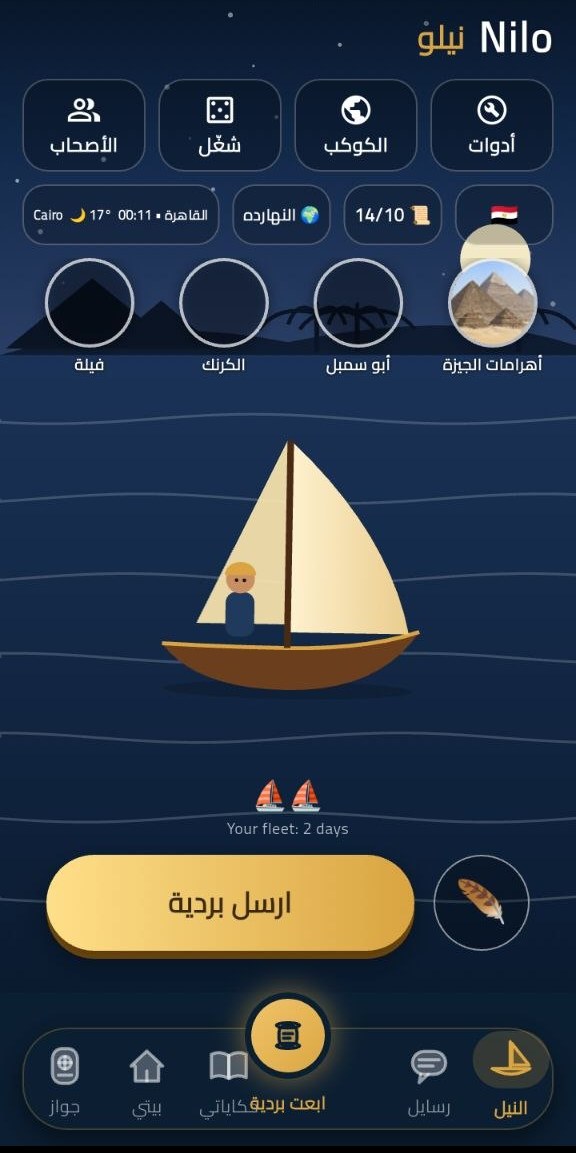 Nilo نيلو
أدوات
الكوكب
شغّل
الأصحاب
14/10
النهارده
القاهرة • 00:11 17° Cairo
أهرامات الجيزة
أبو سمبل
الكرنك
فيلة
Your fleet: 2 days
ارسل بردية
النيل
رسايل
ابعت بردية
بيتي
جواز